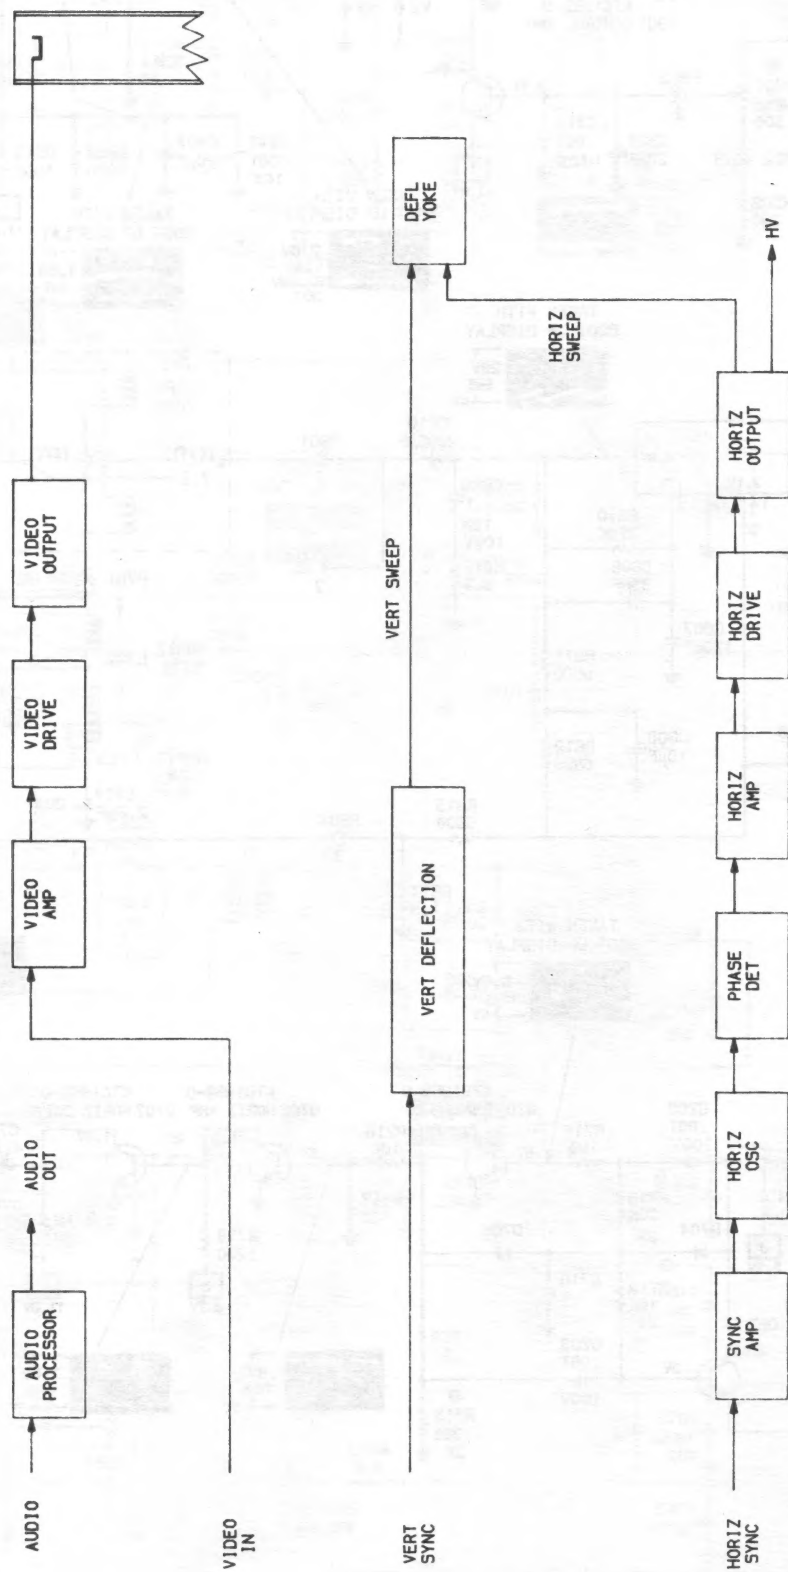 AUDIO
AUDIO
PROCESSOR
AUDIO
OUT
VIDEO
AMP
VIDEO
DRIVE
VIDEO
OUTPUT
VIDEO
IN
VERT
SYNC
VERT DEFLECTION
VERT SWEEP
DEFL
YOKE
HORIZ
SWEEP
HORIZ
SYNC
SYNC
AMP
HORIZ
OSC
PHASE
DET
HORIZ
AMP
HORIZ
DRIVE
HORIZ
OUTPUT
HV